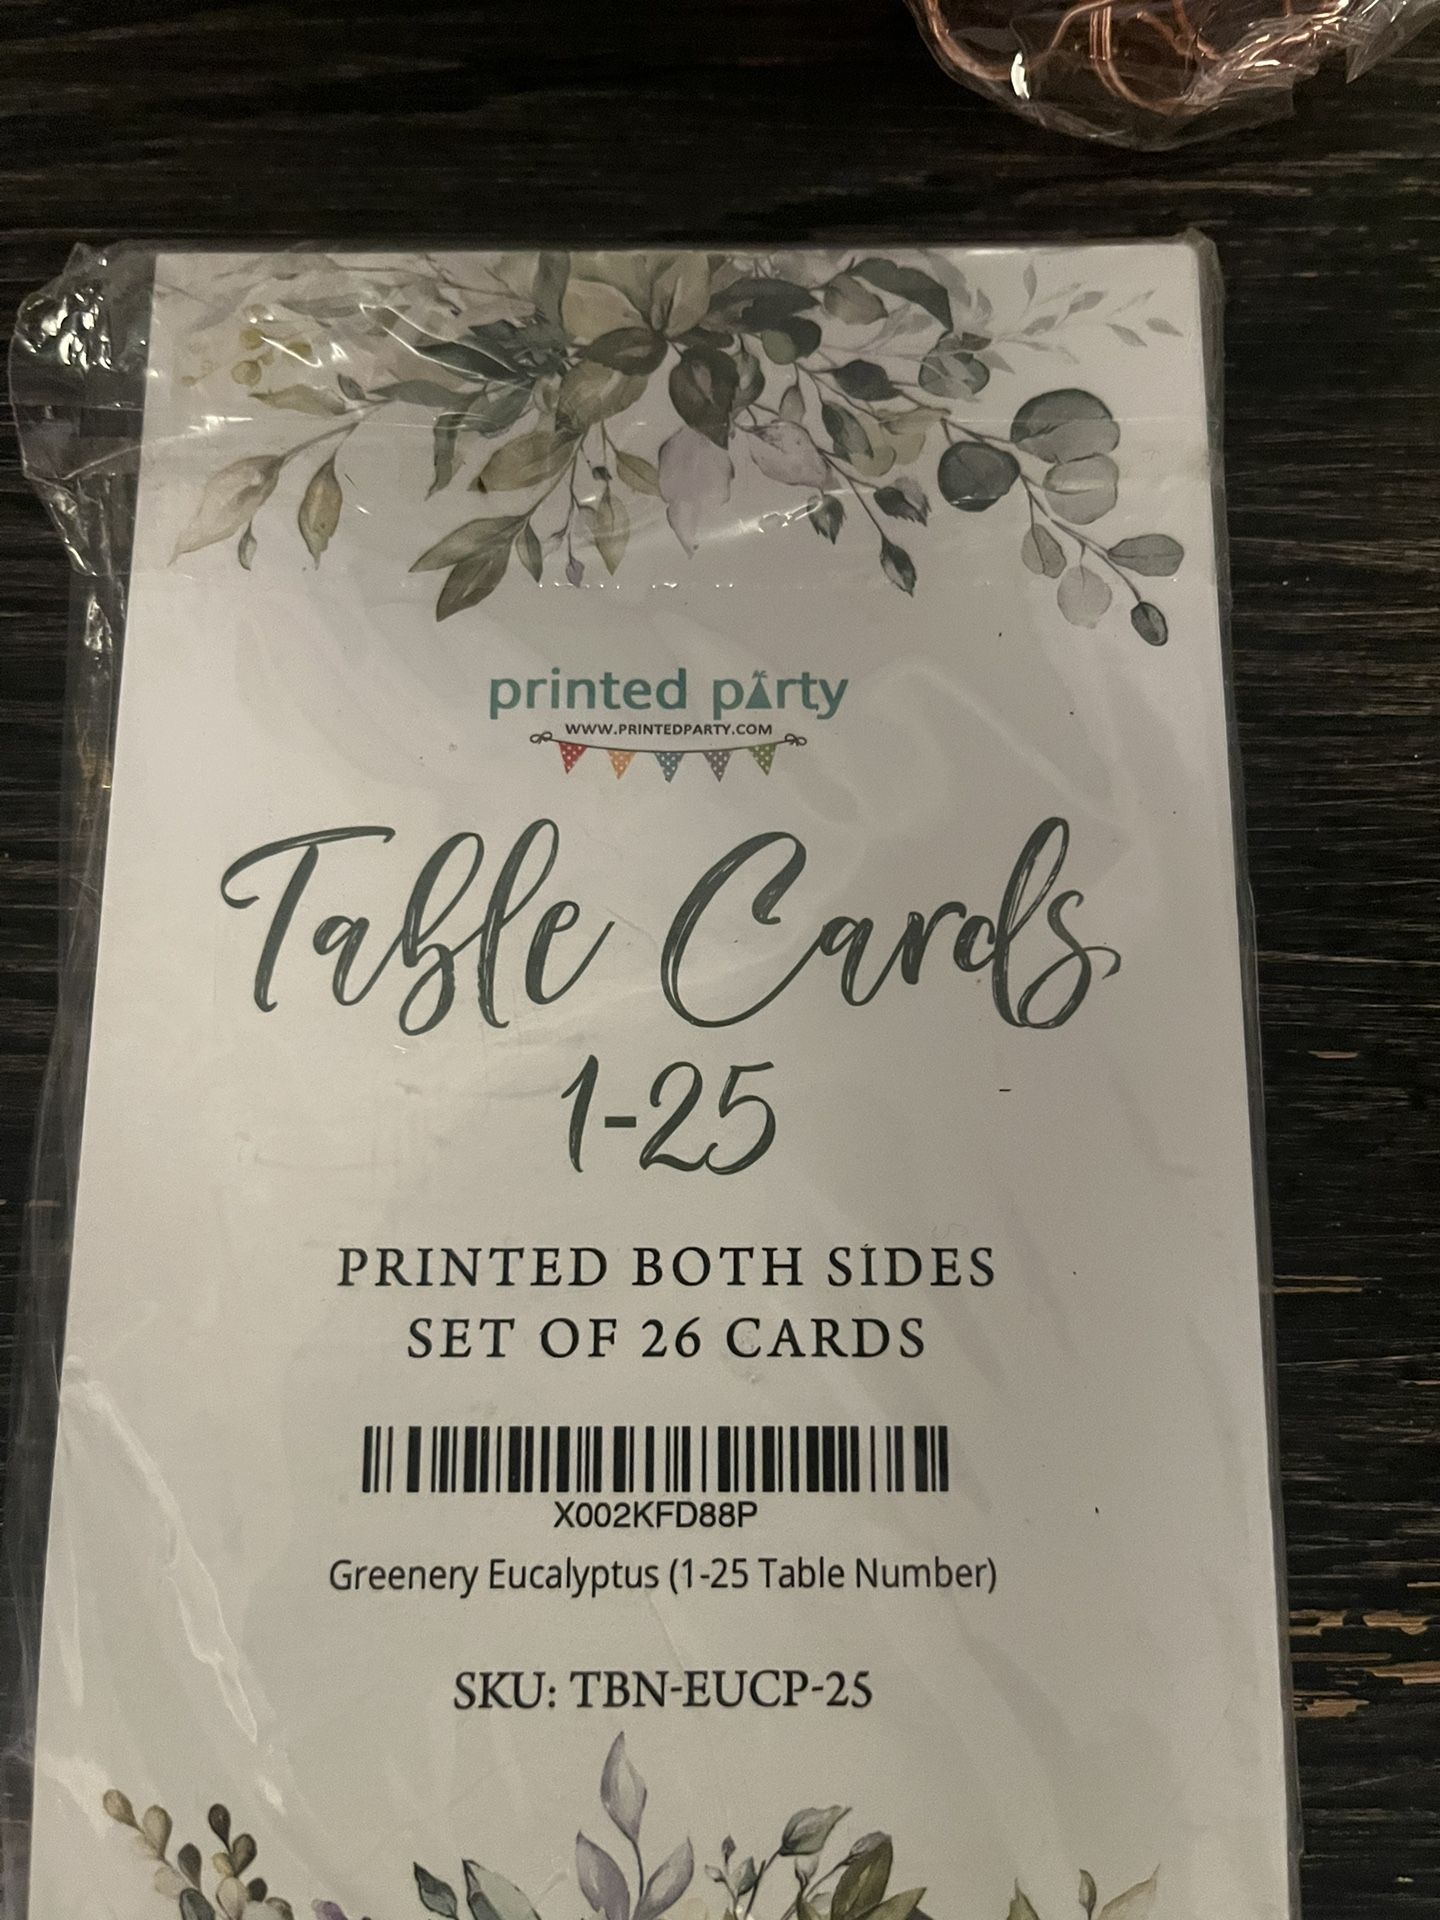 printed party
WWW.PRINTEDPARTY.COM
Table Cards
1-25
PRINTED BOTH SIDES
SET OF 26 CARDS
X002KFD88P
Greenery Eucalyptus (1-25 Table Number)
SKU: TBN-EUCP-25